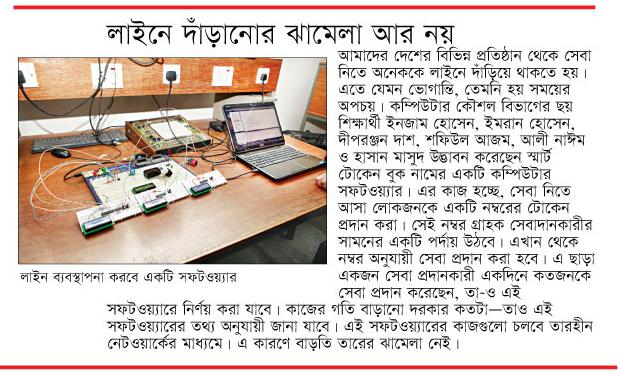 লাইনে দাঁড়ানোর ঝামেলা আর নয়
আমাদের দেশের বিভিন্ন প্রতিষ্ঠান থেকে সেবা
নিতে অনেককে লাইনে দাঁড়িয়ে থাকতে হয়।
এতে যেমন ভোগান্তি, তেমনি হয় সময়ের
অপচয়। কম্পিউটার কৌশল বিভাগের ছয়
শিক্ষার্থী ইনজাম হোসেন, ইমরান হোসেন,
দীপরঞ্জন দাশ, শফিউল আজম, আলী নাঈম
ও হাসান মাসুদ উদ্ভাবন করেছেন স্মার্ট
টোকেন বুক নামের একটি কম্পিউটার
সফটওয়্যার। এর কাজ হচ্ছে, সেবা নিতে
আসা লোকজনকে একটি নম্বরের টোকেন
প্রদান করা। সেই নম্বর গ্রাহক সেবাদানকারীর
সামনের একটি পর্দায় উঠবে। এখান থেকে
নম্বর অনুযায়ী সেবা প্রদান করা হবে। এ ছাড়া
একজন সেবা প্রদানকারী একদিনে কতজনকে
সেবা প্রদান করেছেন, তা-ও এই
সফটওয়্যারে নির্ণয় করা যাবে। কাজের গতি বাড়ানো দরকার কতটা—তাও এই
সফটওয়্যারের তথ্য অনুযায়ী জানা যাবে। এই সফটওয়্যারের কাজগুলো চলবে তারহীন
নেটওয়ার্কের মাধ্যমে। এ কারণে বাড়তি তারের ঝামেলা নেই।
লাইন ব্যবস্থাপনা করবে একটি সফটওয়্যার